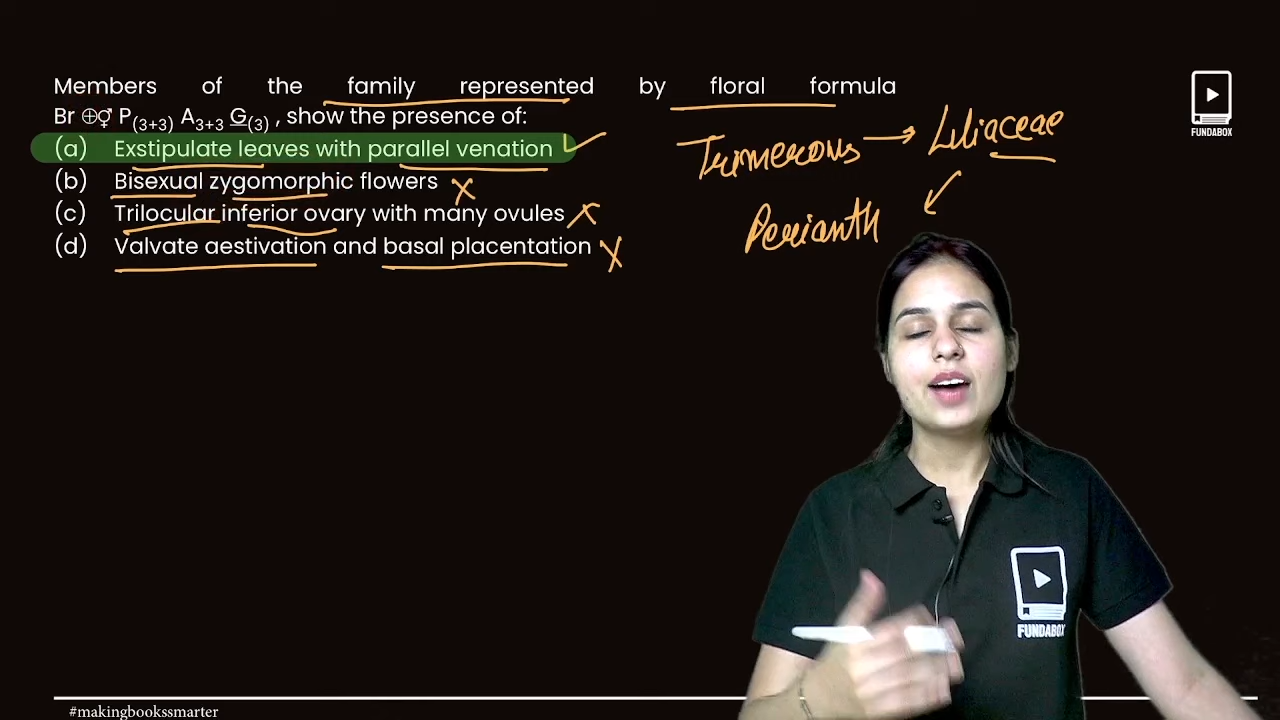 Members of the family represented by floral formula
Br ⊕⚥ P(3+3) A3+3 G(3) , show the presence of:
(a) Exstipulate leaves with parallel venation
(b) Bisexual zygomorphic flowers
(c) Trilocular inferior ovary with many ovules
(d) Valvate aestivation and basal placentation
Trimerous → Liliaceae
Perianth
FUNDABOX
FUNDABOX
#makingbookssmarter